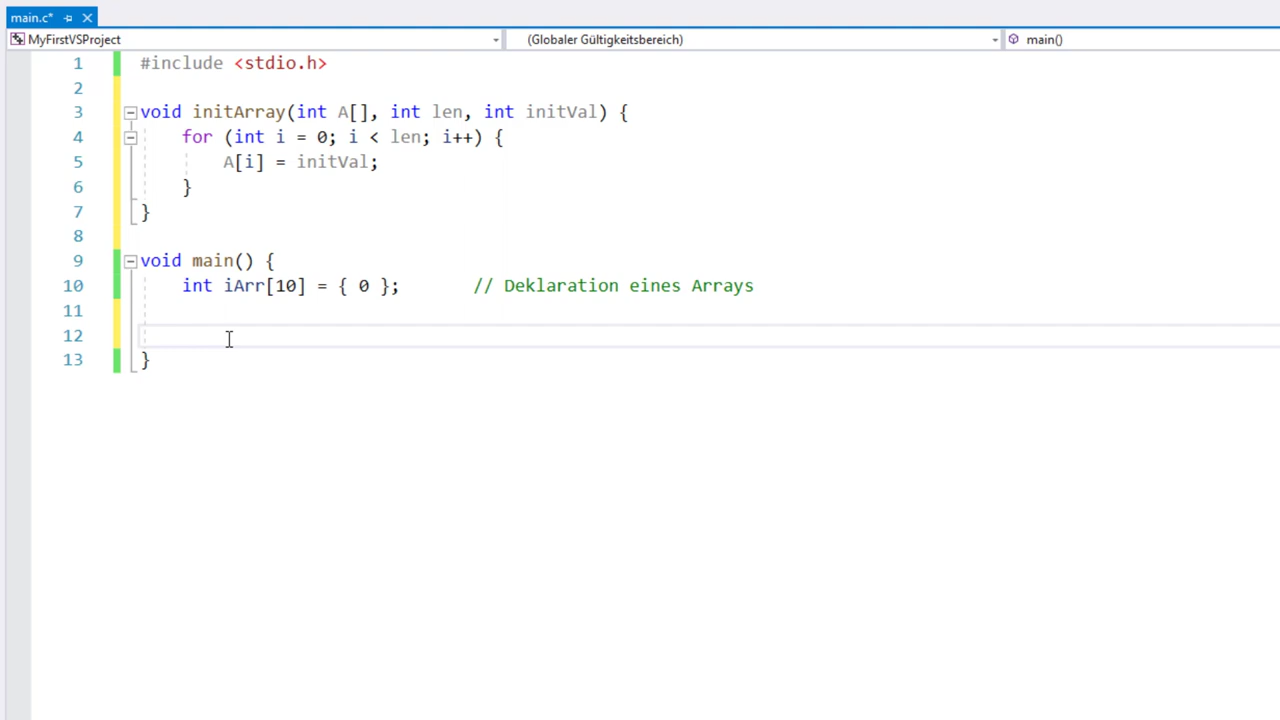 main.c*
MyFirstVSProject (Globaler Gültigkeitsbereich) main()
1 #include <stdio.h>
2
3 void initArray(int A[], int len, int initVal) {
4 for (int i = 0; i < len; i++) {
5 A[i] = initVal;
6 }
7 }
8
9 void main() {
10 int iArr[10] = { 0 }; // Deklaration eines Arrays
11
12
13 }